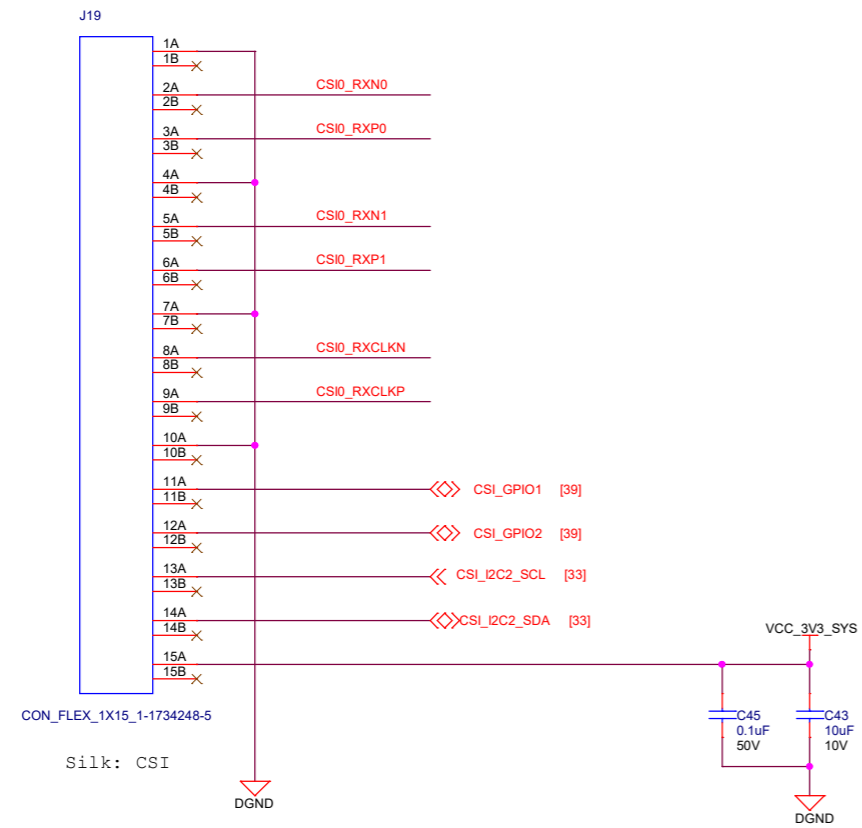 J19
1A
1B
2A CSI0_RXN0
2B
3A CSI0_RXP0
3B
4A
4B
5A CSI0_RXN1
5B
6A CSI0_RXP1
6B
7A
7B
8A CSI0_RXCLKN
8B
9A CSI0_RXCLKP
9B
10A
10B
11A CSI_GPIO1 [39]
11B
12A CSI_GPIO2 [39]
12B
13A CSI_I2C2_SCL [33]
13B
14A CSI_I2C2_SDA [33]
14B
VCC_3V3_SYS
15A
15B
CON_FLEX_1X15_1-1734248-5
C45
0.1uF
50V
C43
10uF
10V
Silk: CSI
DGND
DGND